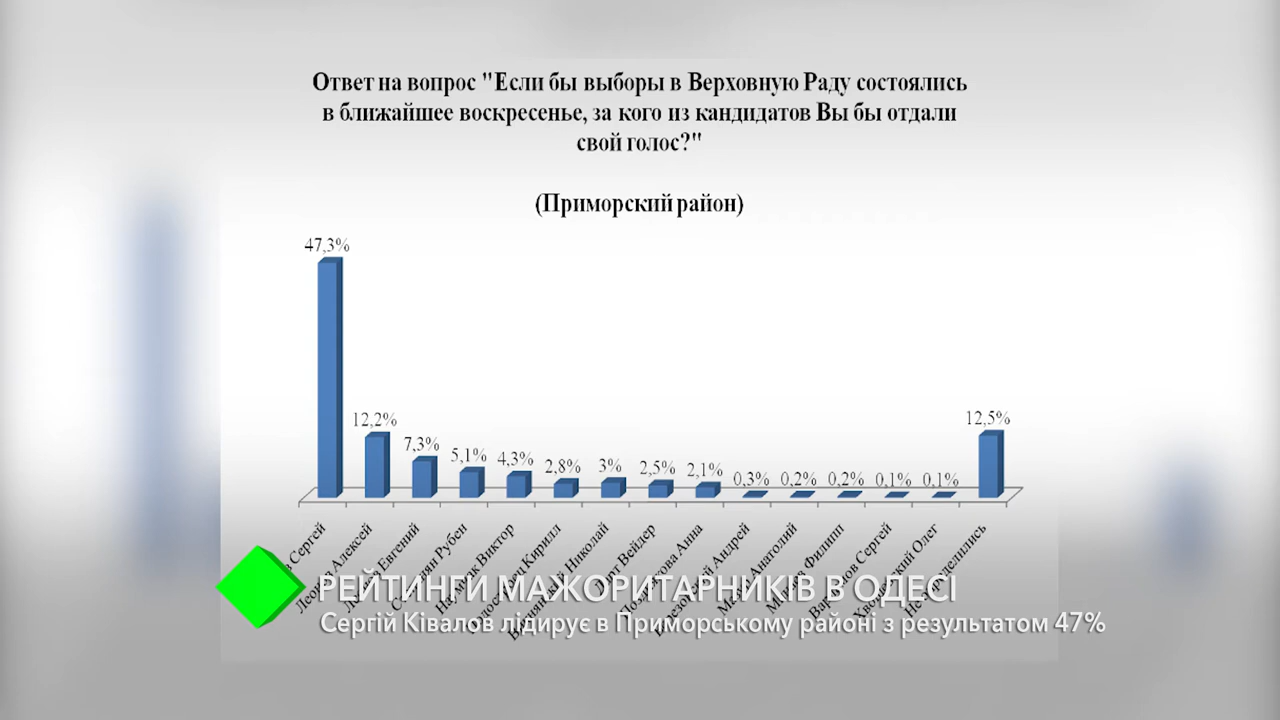 Ответ на вопрос "Если бы выборы в Верховную Раду состоялись
в ближайшее воскресенье, за кого из кандидатов Вы бы отдали
свой голос?"
(Приморский район)
47,3%
12,2%
7,3%
5,1%
4,3%
2,8%
3%
2,5%
2,1%
0,3%
0,2%
0,2%
0,1%
0,1%
12,5%
Сергей
Алексей
Евгений
Рубен
Виктор
Кирилл
Николай
Вейдер
Анна
Андрей
Анатолий
Филипп
Сергей
Олег
РЕЙТИНГИ МАЖОРИТАРНИКІВ В ОДЕСІ
Сергій Ківалов лідирує в Приморському районі з результатом 47%